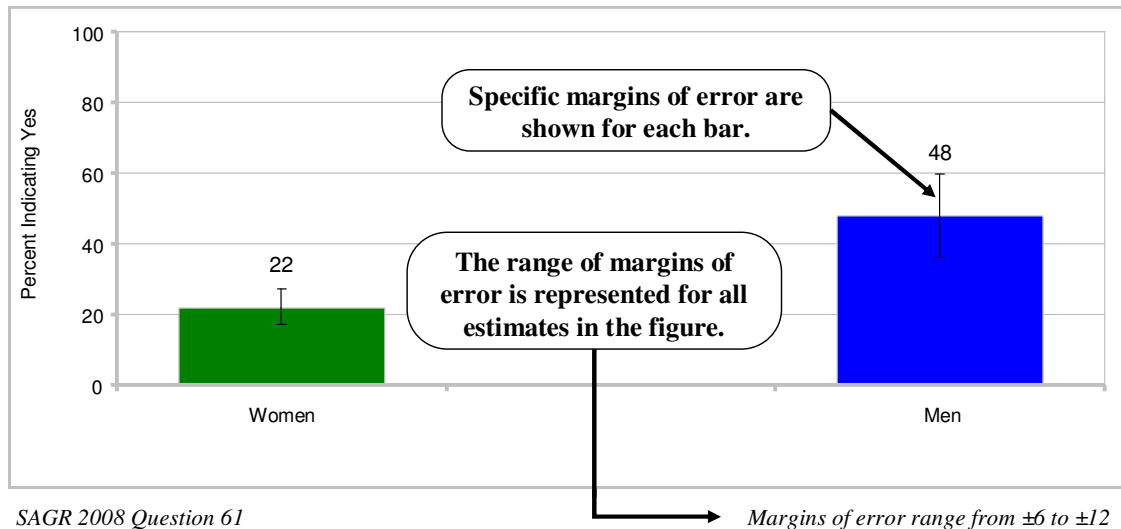 Percent Indicating Yes
100
80
60
40
20
0
Specific margins of error are
shown for each bar.
48
22
The range of margins of
error is represented for all
estimates in the figure.
Women
Men
SAGR 2008 Question 61
Margins of error range from ±6 to ±12